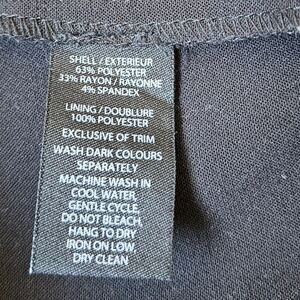 SHELL / EXTERIEUR
63% POLYESTER
33% RAYON / RAYONNE
4% SPANDEX
LINING / DOUBLURE
100% POLYESTER
EXCLUSIVE OF TRIM
WASH DARK COLOURS
SEPARATELY
MACHINE WASH IN
COOL WATER,
GENTLE CYCLE,
DO NOT BLEACH,
HANG TO DRY
IRON ON LOW,
DRY CLEAN